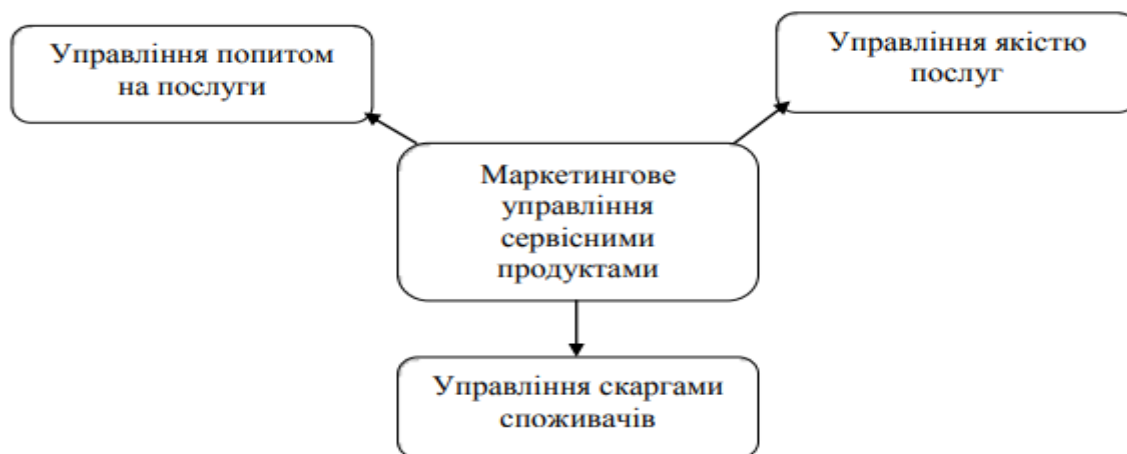 Управління попитом
на послуги
Управління якістю
послуг
Маркетингове
управління
сервісними
продуктами
Управління скаргами
споживачів